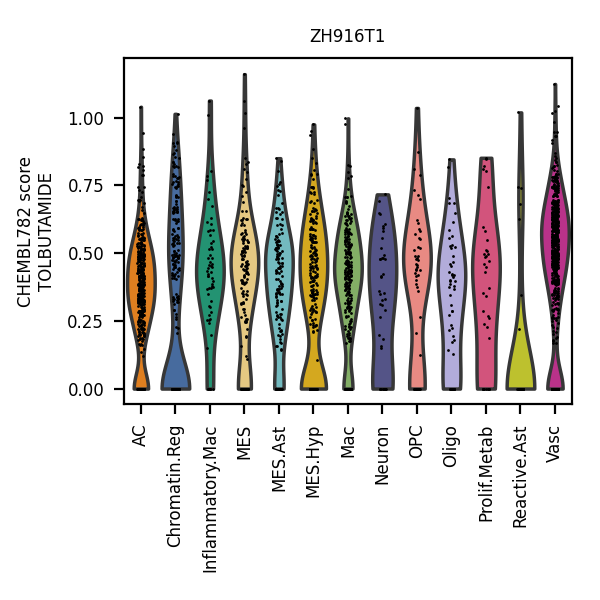 ZH916T1
CHEMBL782 score
TOLBUTAMIDE
1.00
0.75
0.50
0.25
0.00
AC
Chromatin.Reg
Inflammatory.Mac
MES
MES.Ast
MES.Hyp
Mac
Neuron
OPC
Oligo
Prolif.Metab
Reactive.Ast
Vasc